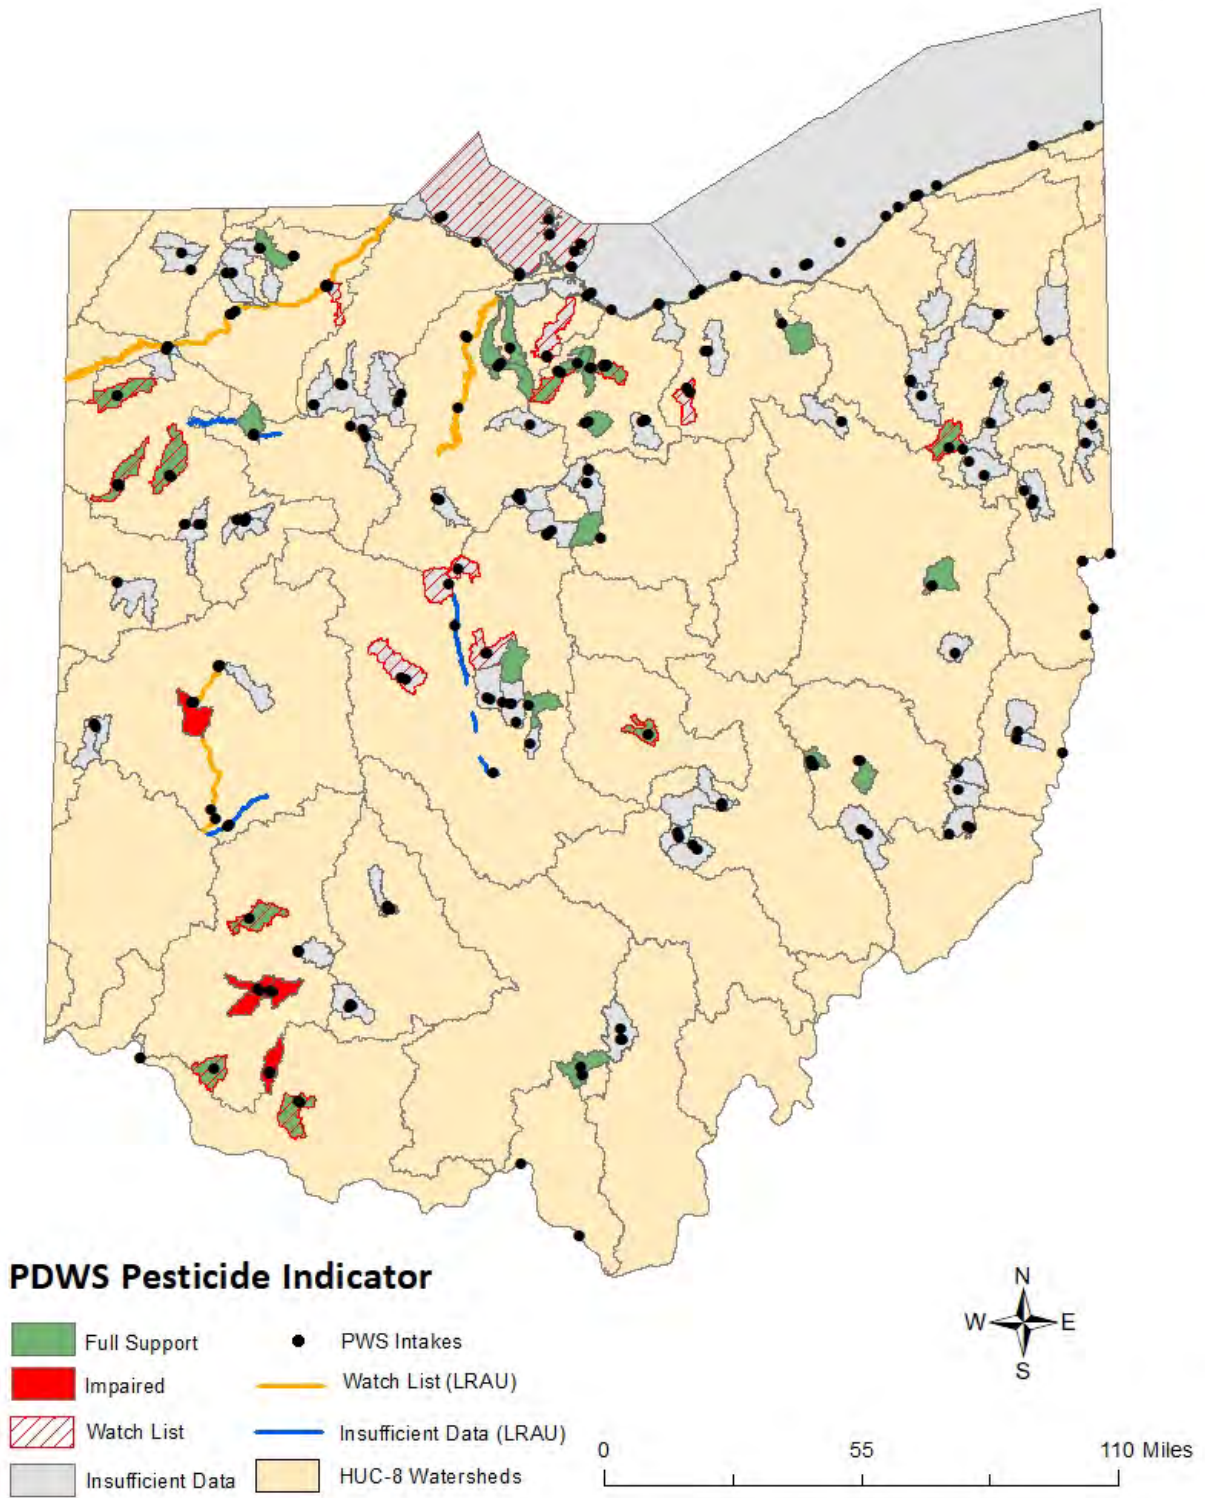 PDWS Pesticide Indicator
Full Support
PWS Intakes
Impaired
Watch List (LRAU)
Watch List
Insufficient Data (LRAU)
Insufficient Data
HUC-8 Watersheds
N
W
E
S
0 55 110 Miles